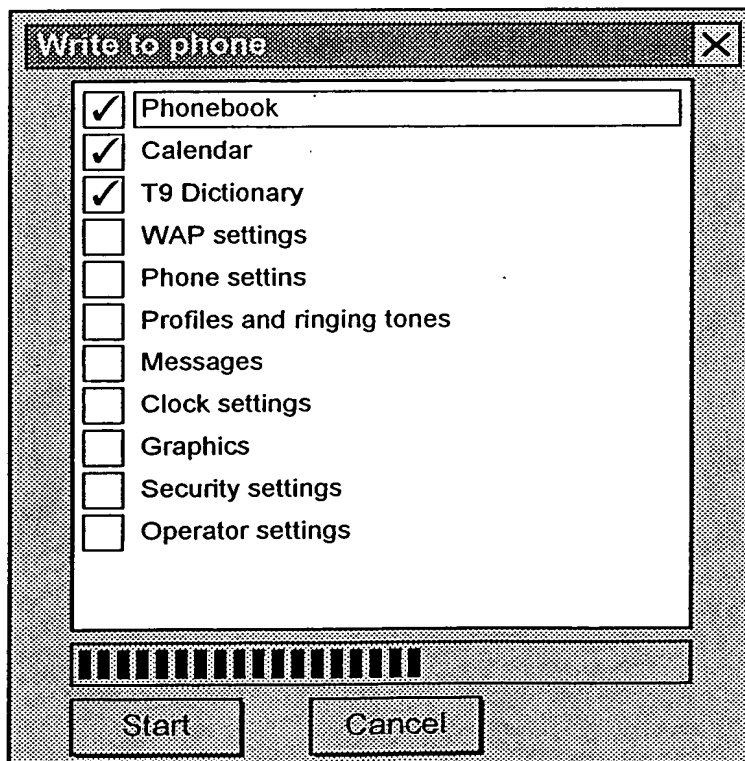 Write to phone
Phonebook
Calendar
T9 Dictionary
WAP settings
Phone settins
Profiles and ringing tones
Messages
Clock settings
Graphics
Security settings
Operator settings
Start
Cancel